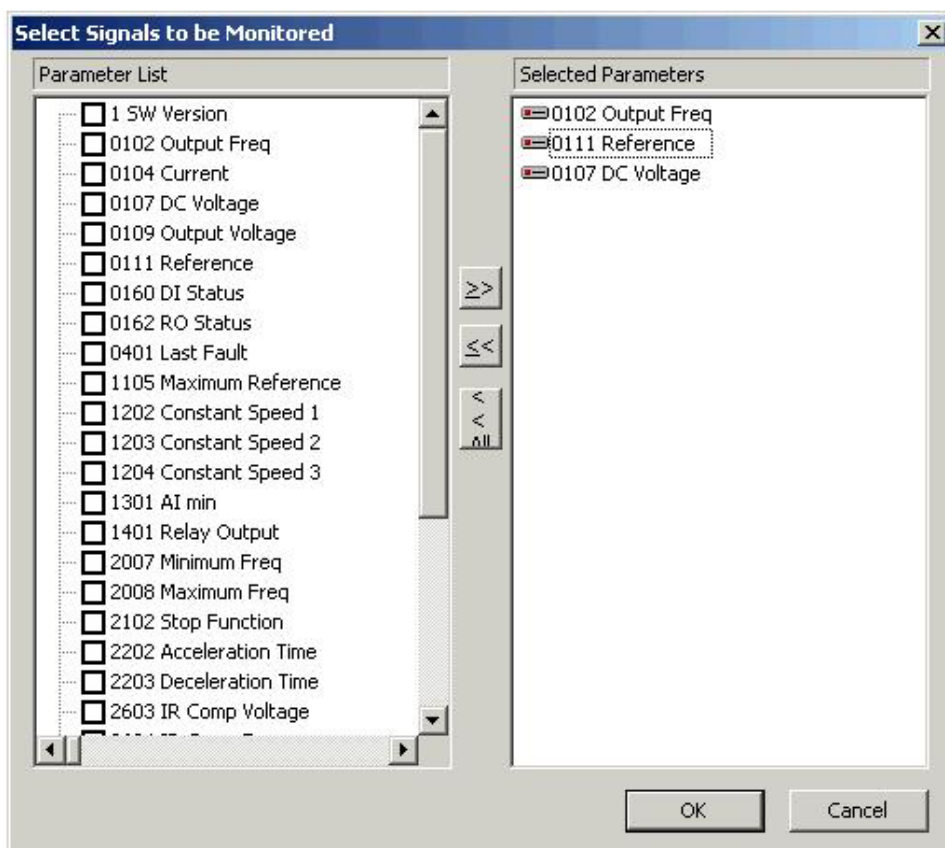 Select Signals to be Monitored
Parameter List
1 SW Version
0102 Output Freq
0104 Current
0107 DC Voltage
0109 Output Voltage
0111 Reference
0160 DI Status
0162 RO Status
0401 Last Fault
1105 Maximum Reference
1202 Constant Speed 1
1203 Constant Speed 2
1204 Constant Speed 3
1301 AI min
1401 Relay Output
2007 Minimum Freq
2008 Maximum Freq
2102 Stop Function
2202 Acceleration Time
2203 Deceleration Time
2603 IR Comp Voltage
>>
<<
<
<
All
Selected Parameters
0102 Output Freq
0111 Reference
0107 DC Voltage
OK
Cancel